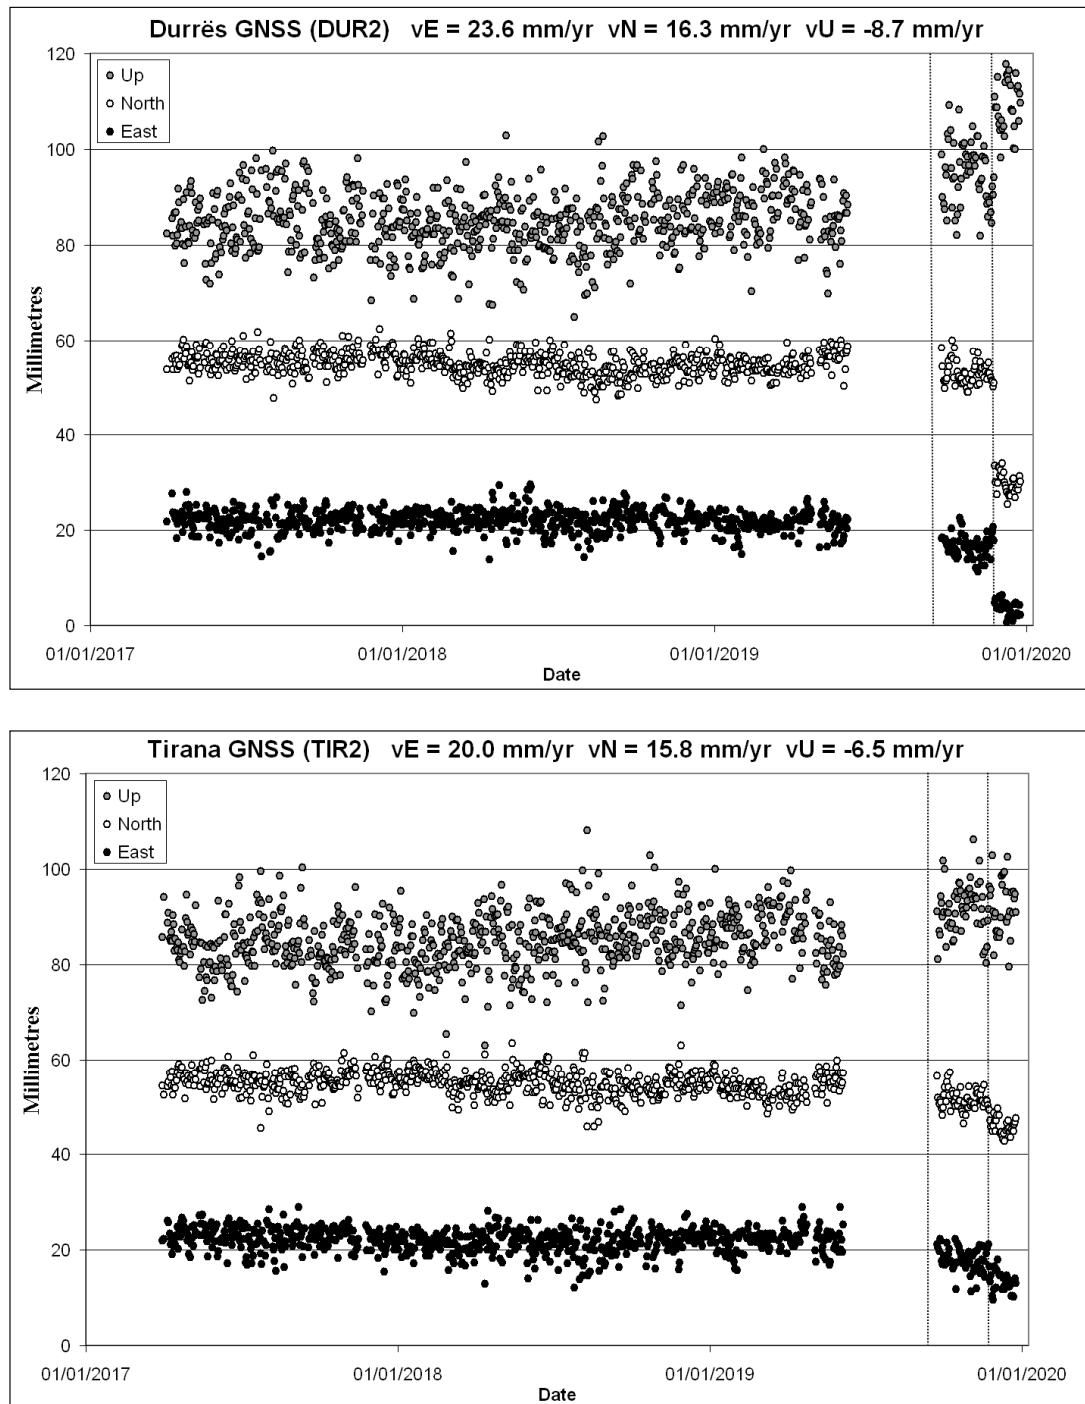 Durrës GNSS (DUR2) vE = 23.6 mm/yr vN = 16.3 mm/yr vU = -8.7 mm/yr
120
Up
North
East
100
80
60
40
20
0
Millimetres
01/01/2017 01/01/2018 01/01/2019 01/01/2020
Date
Tirana GNSS (TIR2) vE = 20.0 mm/yr vN = 15.8 mm/yr vU = -6.5 mm/yr
120
Up
North
East
100
80
60
40
20
0
Millimetres
01/01/2017 01/01/2018 01/01/2019 01/01/2020
Date